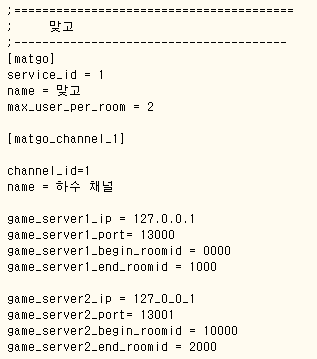 ;========================================
;     맞고
;---------------------------------------
[matgo]
service_id = 1
name = 맞고
max_user_per_room = 2

[matgo_channel_1]

channel_id=1
name = 하수 채널

game_server1_ip = 127.0.0.1
game_server1_port= 13000
game_server1_begin_roomid = 0000
game_server1_end_roomid = 1000

game_server2_ip = 127_0_0_1
game_server2_port= 13001
game_server2_begin_roomid = 10000
game_server2_end_roomid = 2000